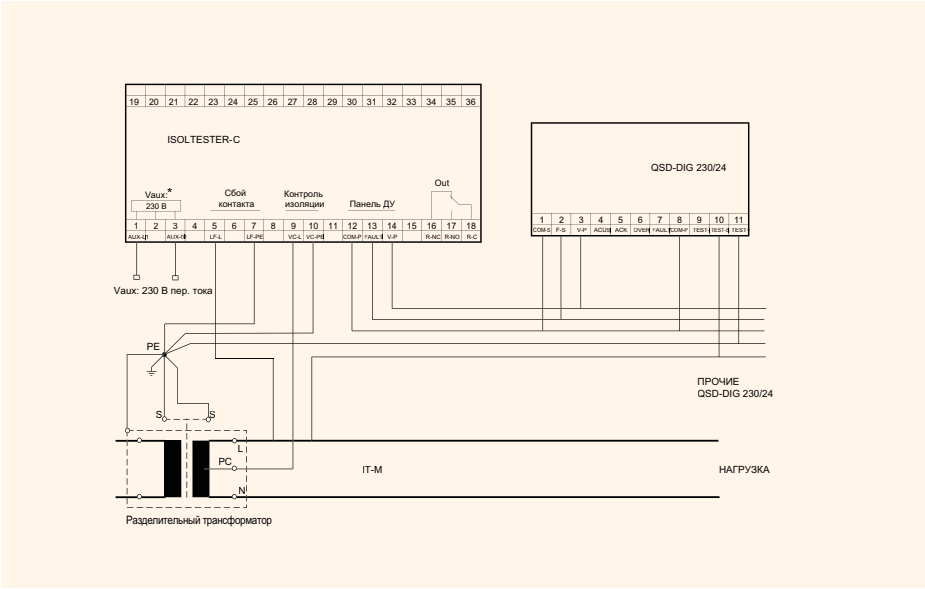 19 20 21 22 23 24 25 26 27 28 29 30 31 32 33 34 35 36
ISOLTESTER-C
QSD-DIG 230/24
Vaux:*
230 В
Сбой
контакта
Контроль
изоляции
Панель ДУ
Out
1 2 3 4 5 6 7 8 9 10 11 12 13 14 15 16 17 18
LF-L LF-PE VC-L VC-PE COM-P FAULT V-P R-NC R-NO R-C
1 2 3 4 5 6 7 8 9 10 11
COM-S F-S V-P ACUS ACK OVER FAULT COM-P TEST- TEST-
Vaux: 230 В пер. тока
PE
ПРОЧИЕ
QSD-DIG 230/24
S S
L
PC
IT-M
НАГРУЗКА
N
Разделительный трансформатор